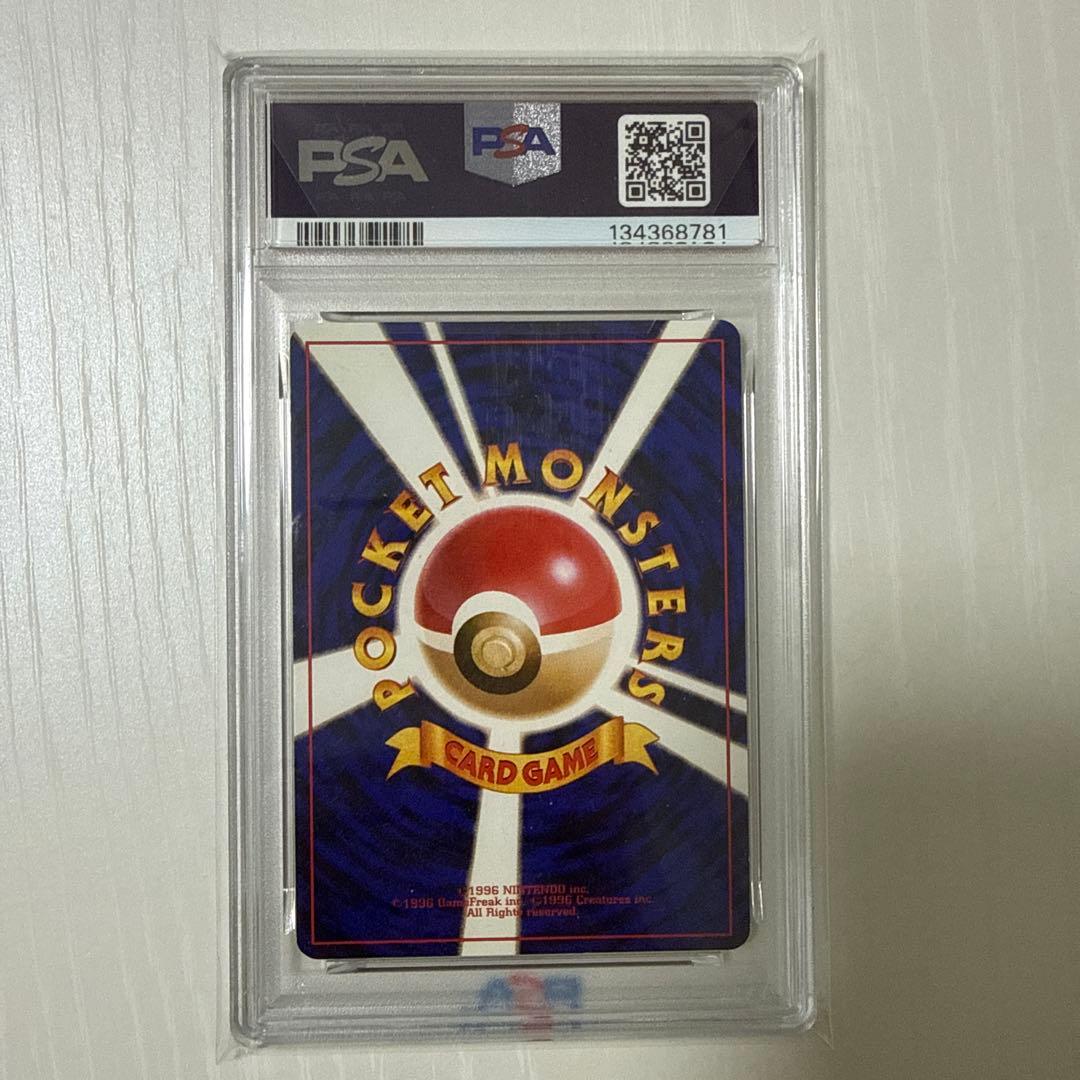 PSA
PSA
134368781
POCKET MONSTERS
CARD GAME
©1996 NINTENDO inc.
©1996 GameFreak inc. ©1996 Creatures inc.
All Rights reserved.